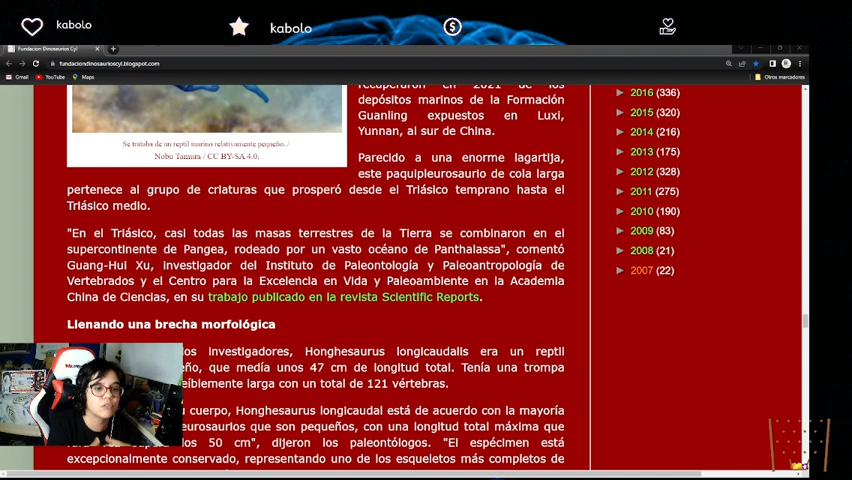 kabolo
kabolo
Fundacion Dinosaurios Cyl
fundaciondinosaurioscyl.blogspot.com
Gmail YouTube Maps Otros marcadores
recuperaron en 2021 de los
depósitos marinos de la Formación
Guanling expuestos en Luxi,
Yunnan, al sur de China.
Se trataba de un reptil marino relativamente pequeño. /
Nobu Tamura / CC BY-SA 4.0.
Parecido a una enorme lagartija,
este paquipleurosaurio de cola larga
pertenece al grupo de criaturas que prosperó desde el Triásico temprano hasta el
Triásico medio.
"En el Triásico, casi todas las masas terrestres de la Tierra se combinaron en el
supercontinente de Pangea, rodeado por un vasto océano de Panthalassa", comentó
Guang-Hui Xu, investigador del Instituto de Paleontología y Paleoantropología de
Vertebrados y el Centro para la Excelencia en Vida y Paleoambiente en la Academia
China de Ciencias, en su trabajo publicado en la revista Scientific Reports.
Llenando una brecha morfológica
los investigadores, Honghesaurus longicaudalis era un reptil
que medía unos 47 cm de longitud total. Tenía una trompa
larga con un total de 121 vértebras.
cuerpo, Honghesaurus longicaudal está de acuerdo con la mayoría
que son pequeños, con una longitud total máxima que
los 50 cm", dijeron los paleontólogos. "El espécimen está
excepcionalmente conservado, representando uno de los esqueletos más completos de
2016 (336)
2015 (320)
2014 (216)
2013 (175)
2012 (328)
2011 (275)
2010 (190)
2009 (83)
2008 (21)
2007 (22)